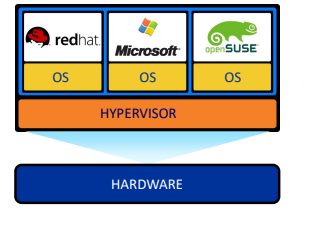 redhat.
Microsoft
openSUSE
OS
OS
OS
HYPERVISOR
HARDWARE